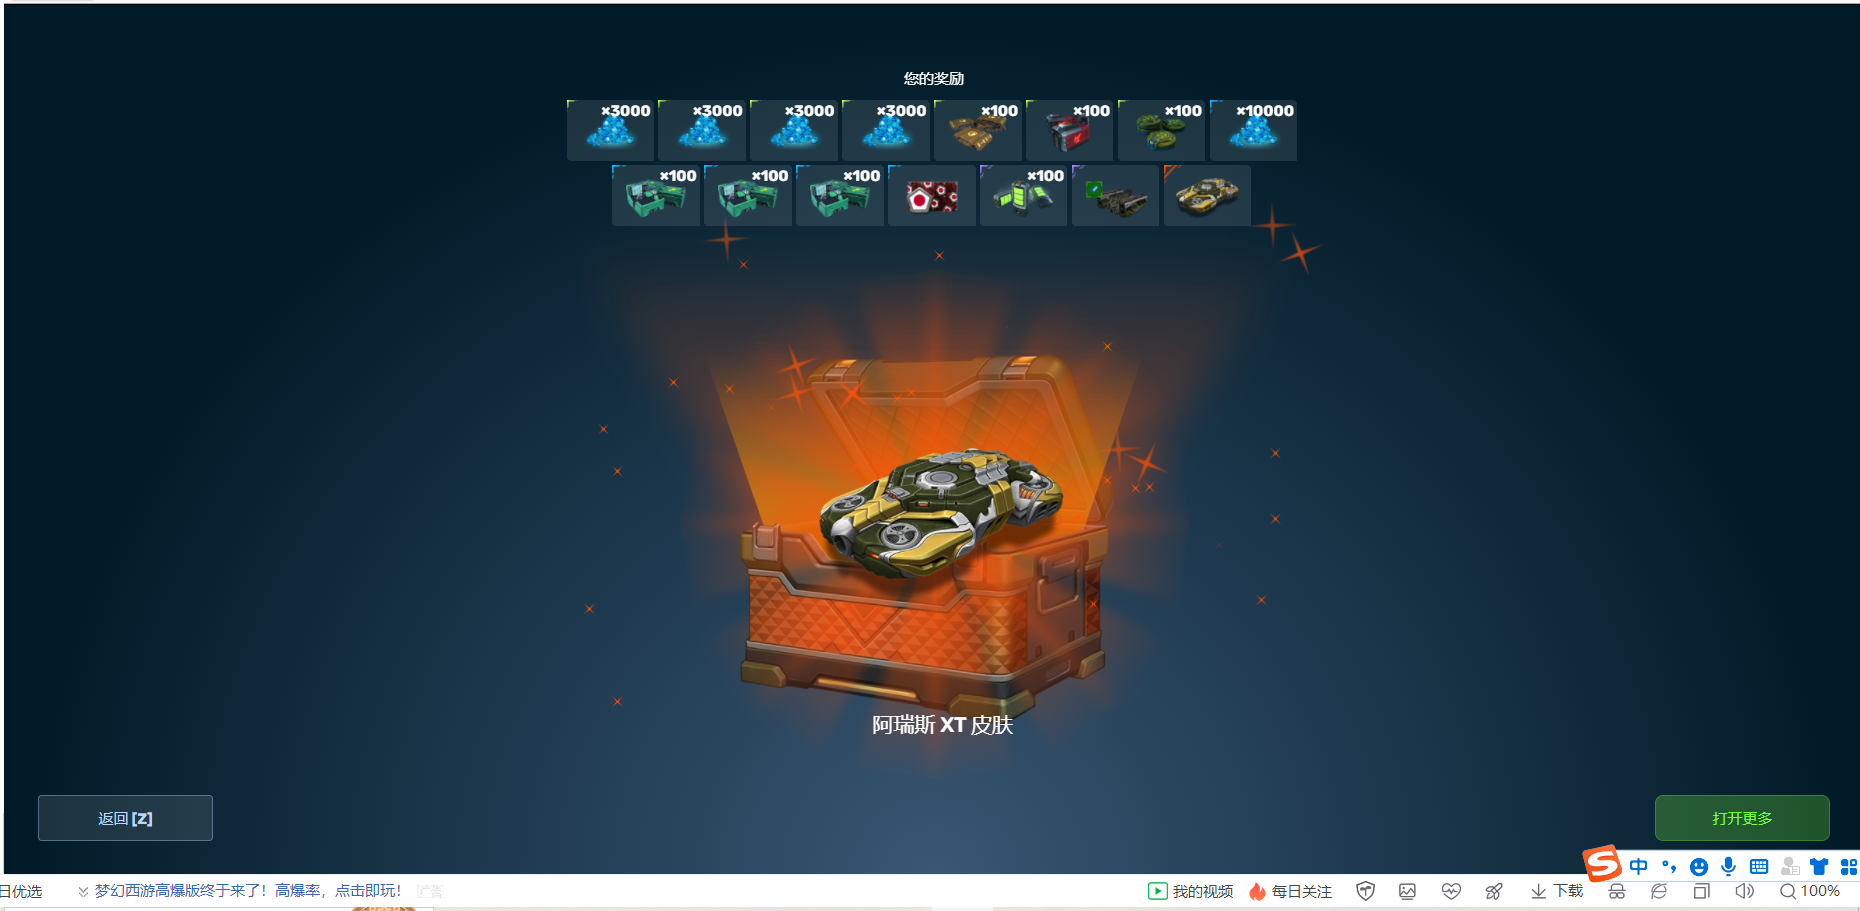 您的奖励
×3000 ×3000 ×3000 ×3000 ×100 ×100 ×100 ×10000
×100 ×100 ×100 ×100
阿瑞斯 XT 皮肤
返回 [Z]
打开更多
中
日优选 梦幻西游高爆版终于来了！高爆率，点击即玩！ 广告 我的视频 每日关注 下载 100%